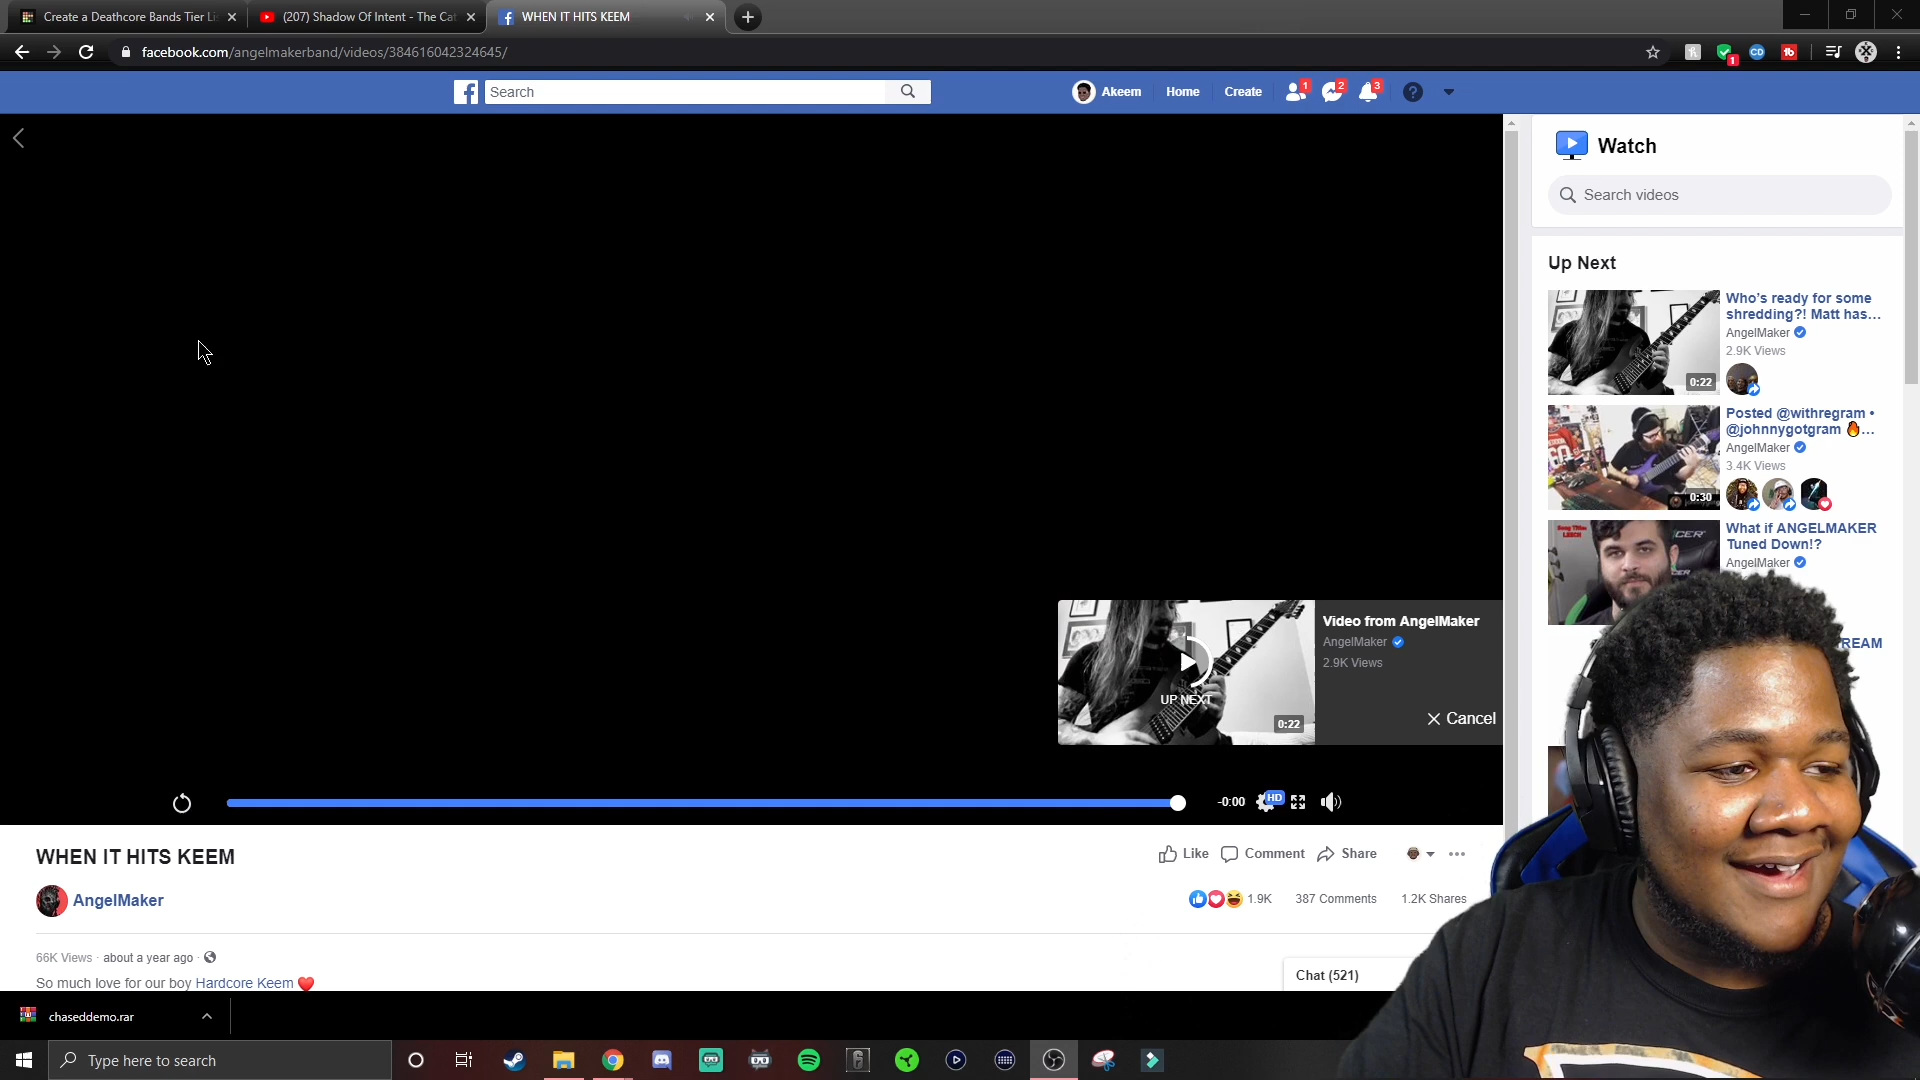 Create a Deathcore Bands Tier Li
(207) Shadow Of Intent - The Cat
WHEN IT HITS KEEM
facebook.com/angelmakerband/videos/384616042324645/
CD
1
Search
Akeem
Home
Create
1
2
3
Watch
Search videos
Up Next
Who's ready for some
shredding?! Matt has...
AngelMaker
2.9K Views
0:22
Posted @withregram •
@johnnygotgram 🔥...
AngelMaker
3.4K Views
0:30
What if ANGELMAKER
Tuned Down!?
AngelMaker
REAM
Video from AngelMaker
AngelMaker
2.9K Views
UP NEXT
0:22
Cancel
-0:00
HD
WHEN IT HITS KEEM
Like
Comment
Share
AngelMaker
1.9K
387 Comments
1.2K Shares
66K Views · about a year ago ·
So much love for our boy Hardcore Keem ❤️
Chat (521)
chaseddemo.rar
Type here to search